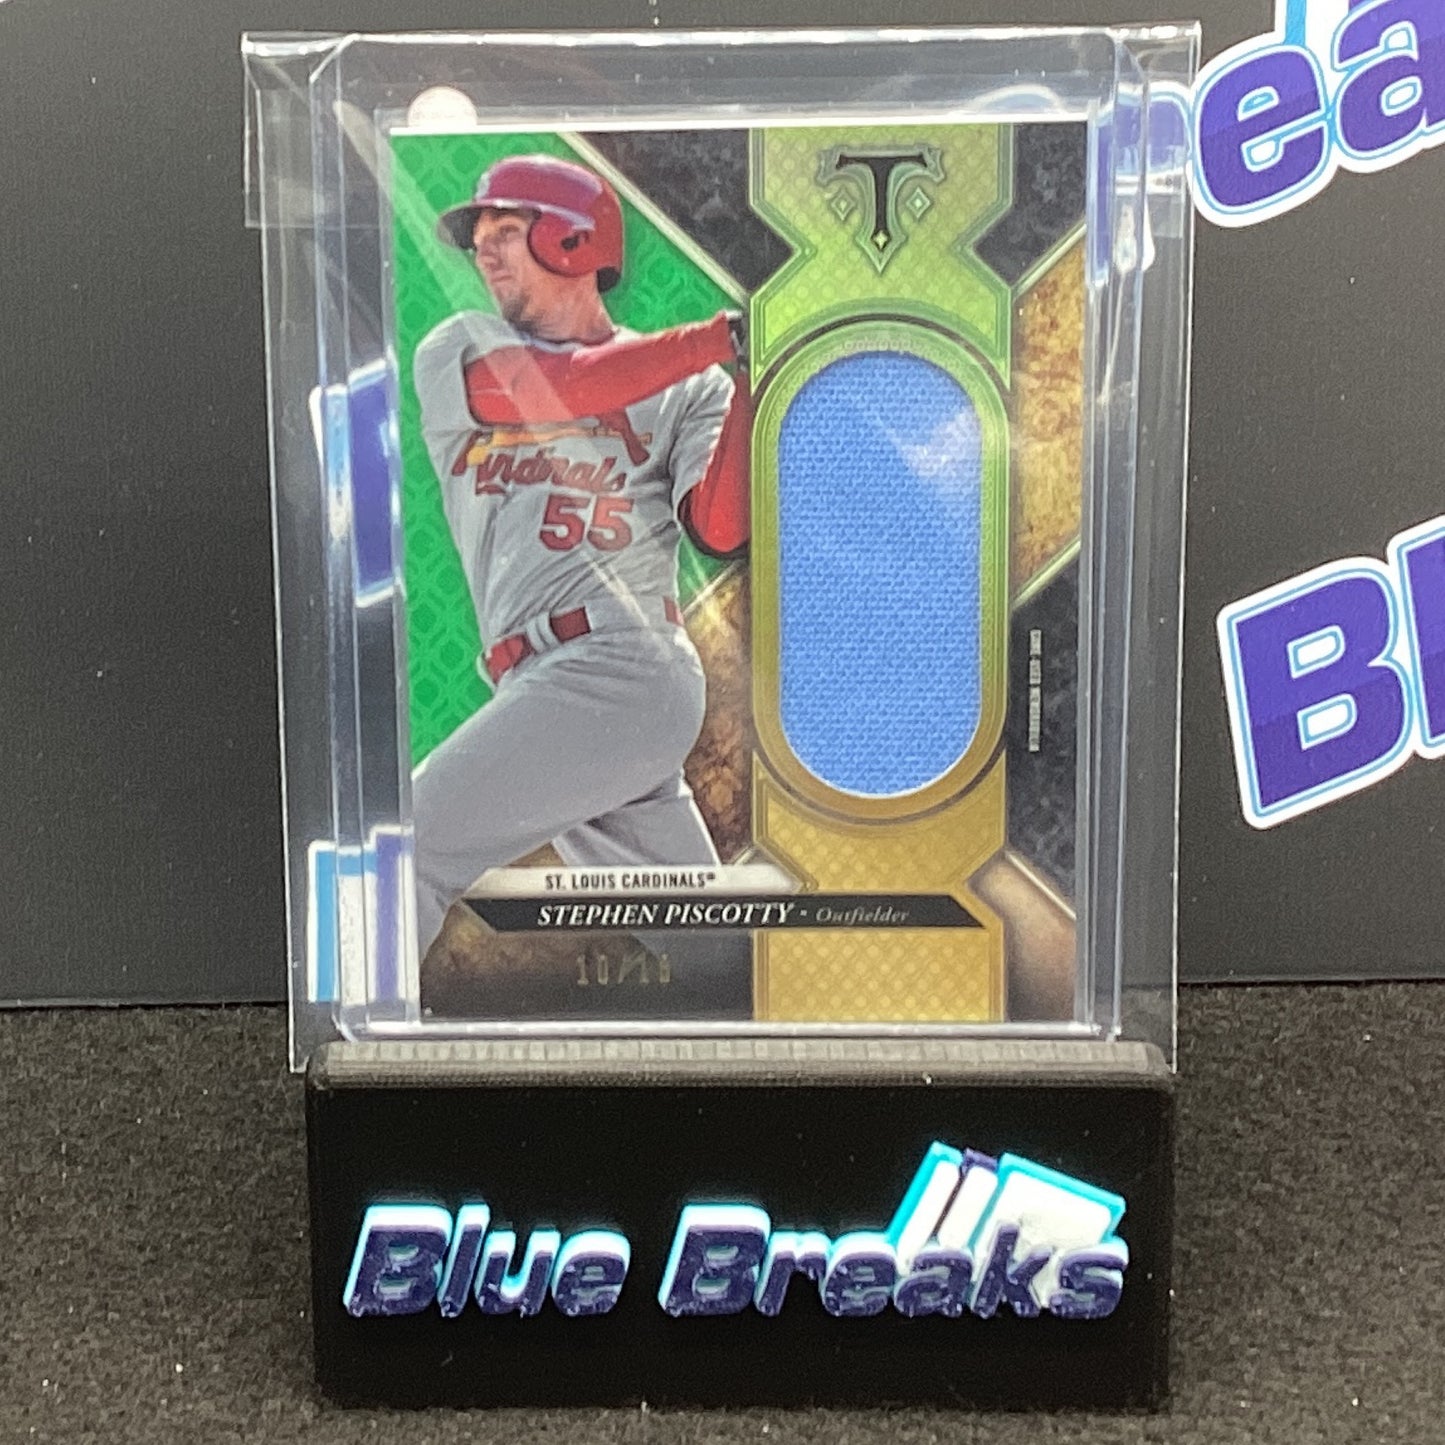 T
Cardinals
55
ST. LOUIS CARDINALS®
STEPHEN PISCOTTY • Outfielder
Blue Breaks